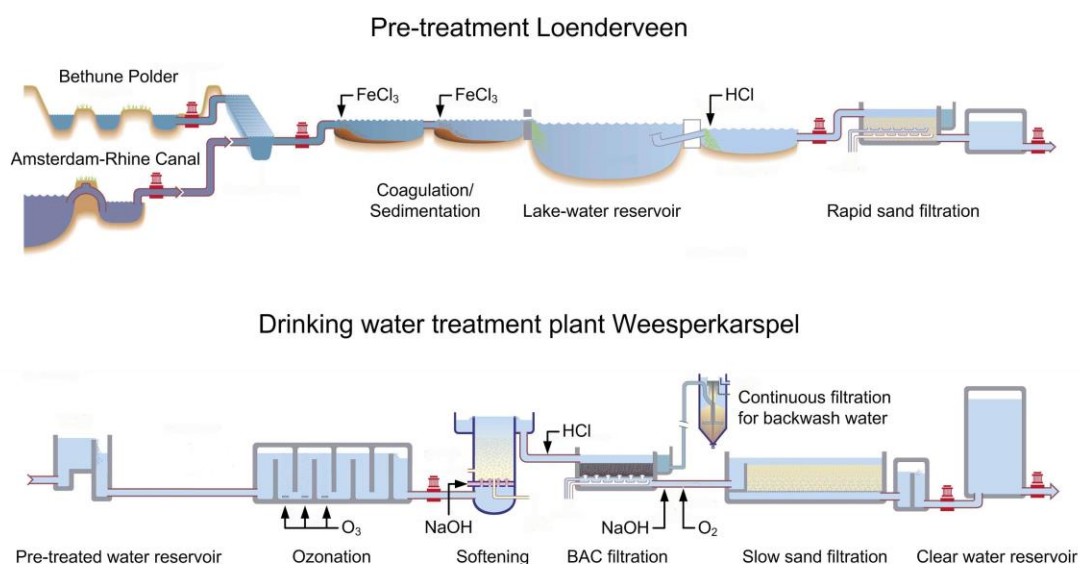 Pre-treatment Loenderveen
Bethune Polder
FeCl₃
FeCl₃
HCl
Amsterdam-Rhine Canal
Coagulation/
Sedimentation
Lake-water reservoir
Rapid sand filtration
Drinking water treatment plant Weesperkarspel
Continuous filtration
for backwash water
HCl
NaOH
NaOH
O₂
O₃
Pre-treated water reservoir
Ozonation
Softening
BAC filtration
Slow sand filtration
Clear water reservoir